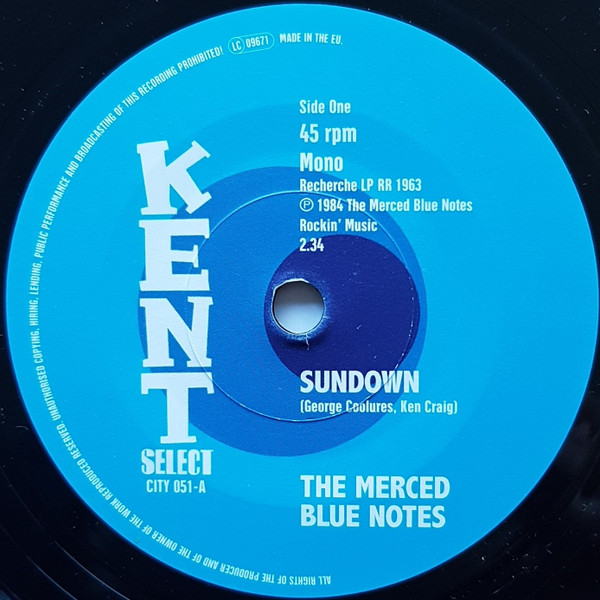 ALL RIGHTS OF THE PRODUCER AND OF THE OWNER OF THE WORK REPRODUCED RESERVED. UNAUTHORISED COPYING, HIRING, LENDING, PUBLIC PERFORMANCE AND BROADCASTING OF THIS RECORDING PROHIBITED! LC 09671 MADE IN THE EU.
Side One
45 rpm
Mono
Recherche LP RR 1963
℗ 1984 The Merced Blue Notes
Rockin' Music
2.34
KENT
SELECT
CITY 051-A
SUNDOWN
(George Coolures, Ken Craig)
THE MERCED
BLUE NOTES